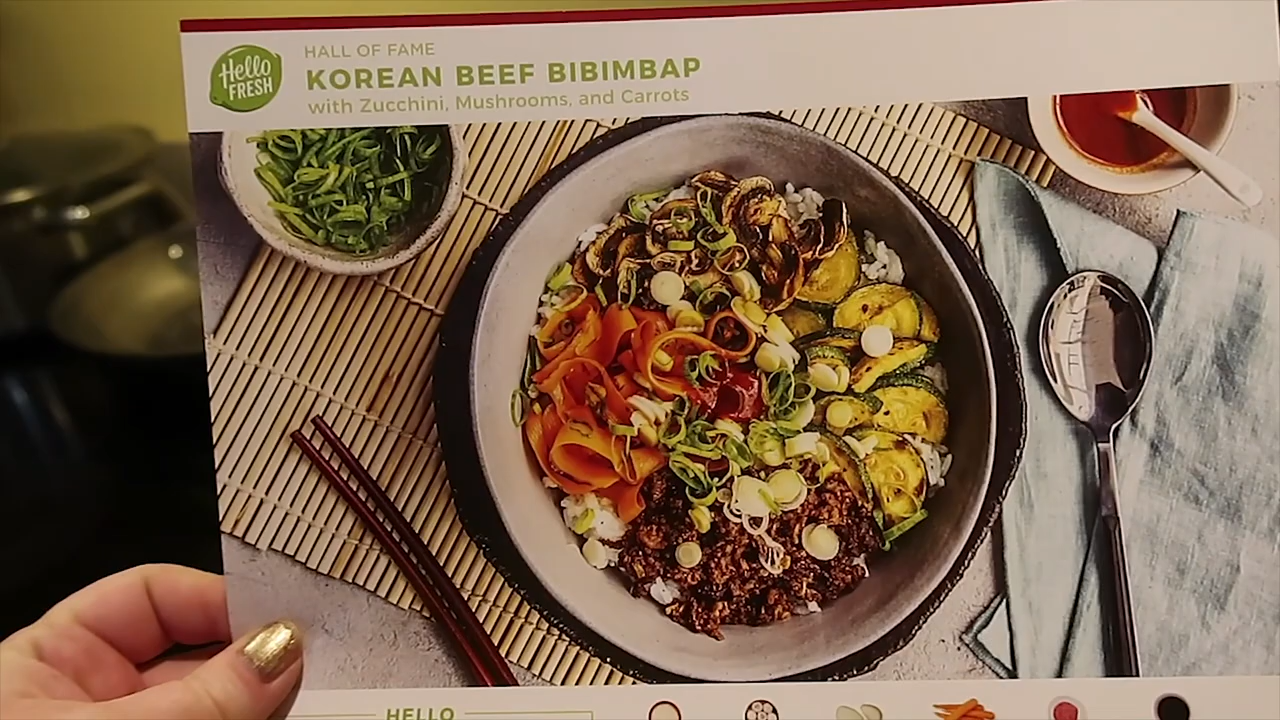 Hello
FRESH
HALL OF FAME
KOREAN BEEF BIBIMBAP
with Zucchini, Mushrooms, and Carrots
HELLO